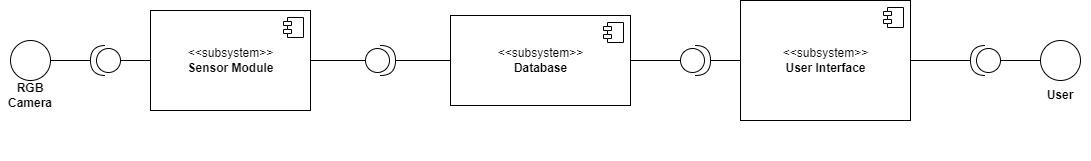 <<subsystem>>
Sensor Module
<<subsystem>>
Database
<<subsystem>>
User Interface
RGB
Camera
User